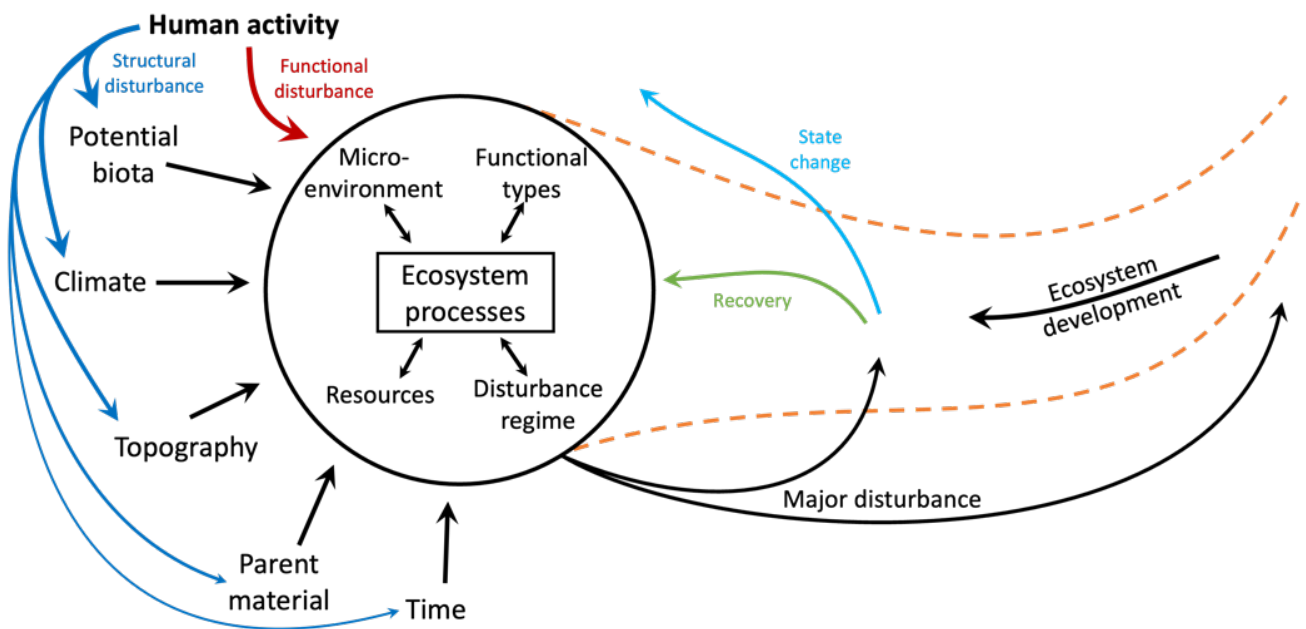 Human activity
Structural
disturbance
Functional
disturbance
Potential
biota
Climate
Topography
Parent
material
Time
Micro-
environment
Functional
types
Ecosystem
processes
Resources
Disturbance
regime
State
change
Recovery
Ecosystem
development
Major disturbance